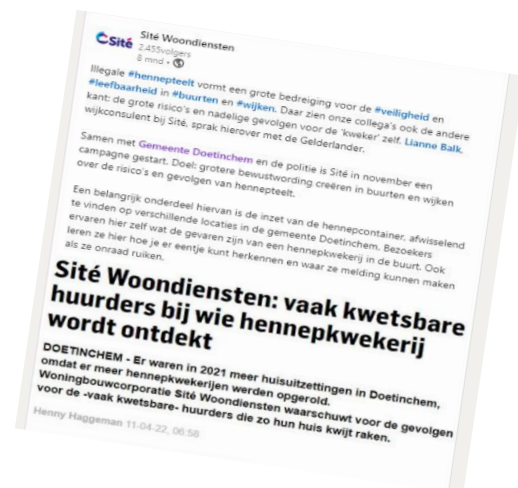 Sité
Sité Woondiensten
2.455volgers
8 mnd •
Illegale #hennepteelt vormt een grote bedreiging voor de #veiligheid en
#leefbaarheid in #buurten en #wijken. Daar zien onze collega's ook de andere
kant: de grote risico's en nadelige gevolgen voor de 'kweker' zelf. Lianne Balk,
wijkconsulent bij Sité, sprak hierover met de Gelderlander.
Samen met Gemeente Doetinchem en de politie is Sité in november een
campagne gestart. Doel: grotere bewustwording creëren in buurten en wijken
over de risico's en gevolgen van hennepteelt.
Een belangrijk onderdeel hiervan is de inzet van de hennepcontainer, afwisselend
te vinden op verschillende locaties in de gemeente Doetinchem. Bezoekers
ervaren hier zelf wat de gevaren zijn van een hennepkwekerij in de buurt. Ook
leren ze hier hoe je er eentje kunt herkennen en waar ze melding kunnen maken
als ze onraad ruiken.
Sité Woondiensten: vaak kwetsbare
huurders bij wie hennepkwekerij
wordt ontdekt
DOETINCHEM - Er waren in 2021 meer huisuitzettingen in Doetinchem,
omdat er meer hennepkwekerijen werden opgerold.
Woningbouwcorporatie Sité Woondiensten waarschuwt voor de gevolgen
voor de -vaak kwetsbare- huurders die zo hun huis kwijt raken.
Henny Haggeman 11-04-22, 06:58